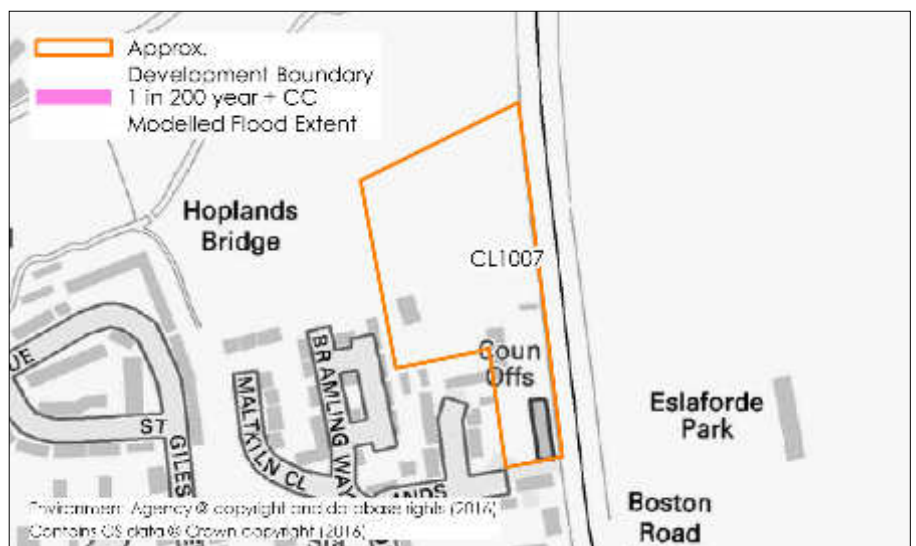 Approx.
Development Boundary
1 in 200 year + CC
Modelled Flood Extent
Hoplands
Bridge
CL1007
Coun
Offs
BRAMLING WAY
MALTKILN CL
UE
ST GILES
ANDS
Eslaforde
Park
Boston
Road
Environment Agency © copyright and database rights (2016)
Contains OS data © Crown copyright (2016)